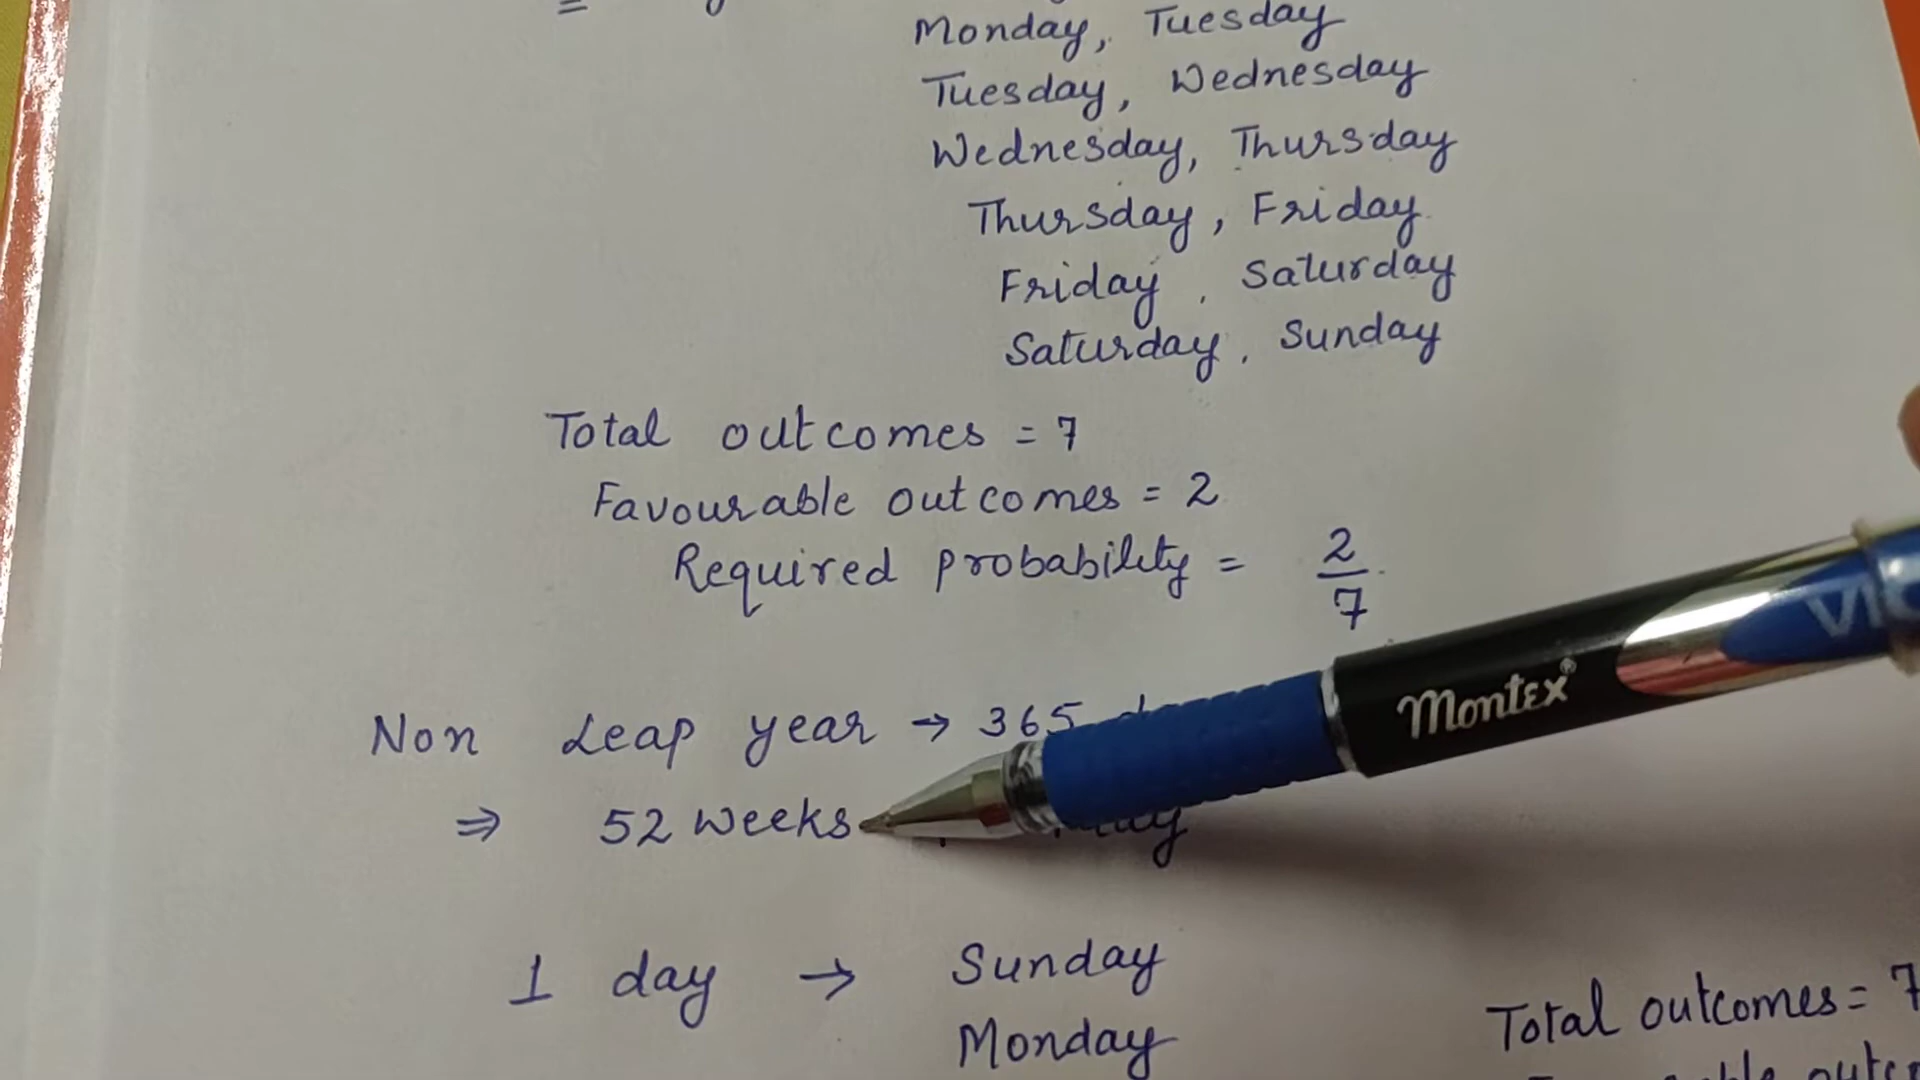 Monday, Tuesday
Tuesday, Wednesday
Wednesday, Thursday
Thursday, Friday
Friday, Saturday
Saturday, Sunday
Total outcomes = 7
Favourable outcomes = 2
Required probability = 2/7
Non Leap year → 365
⇒ 52 weeks
1 day → Sunday
Monday
Total outcomes = 7
Montex®